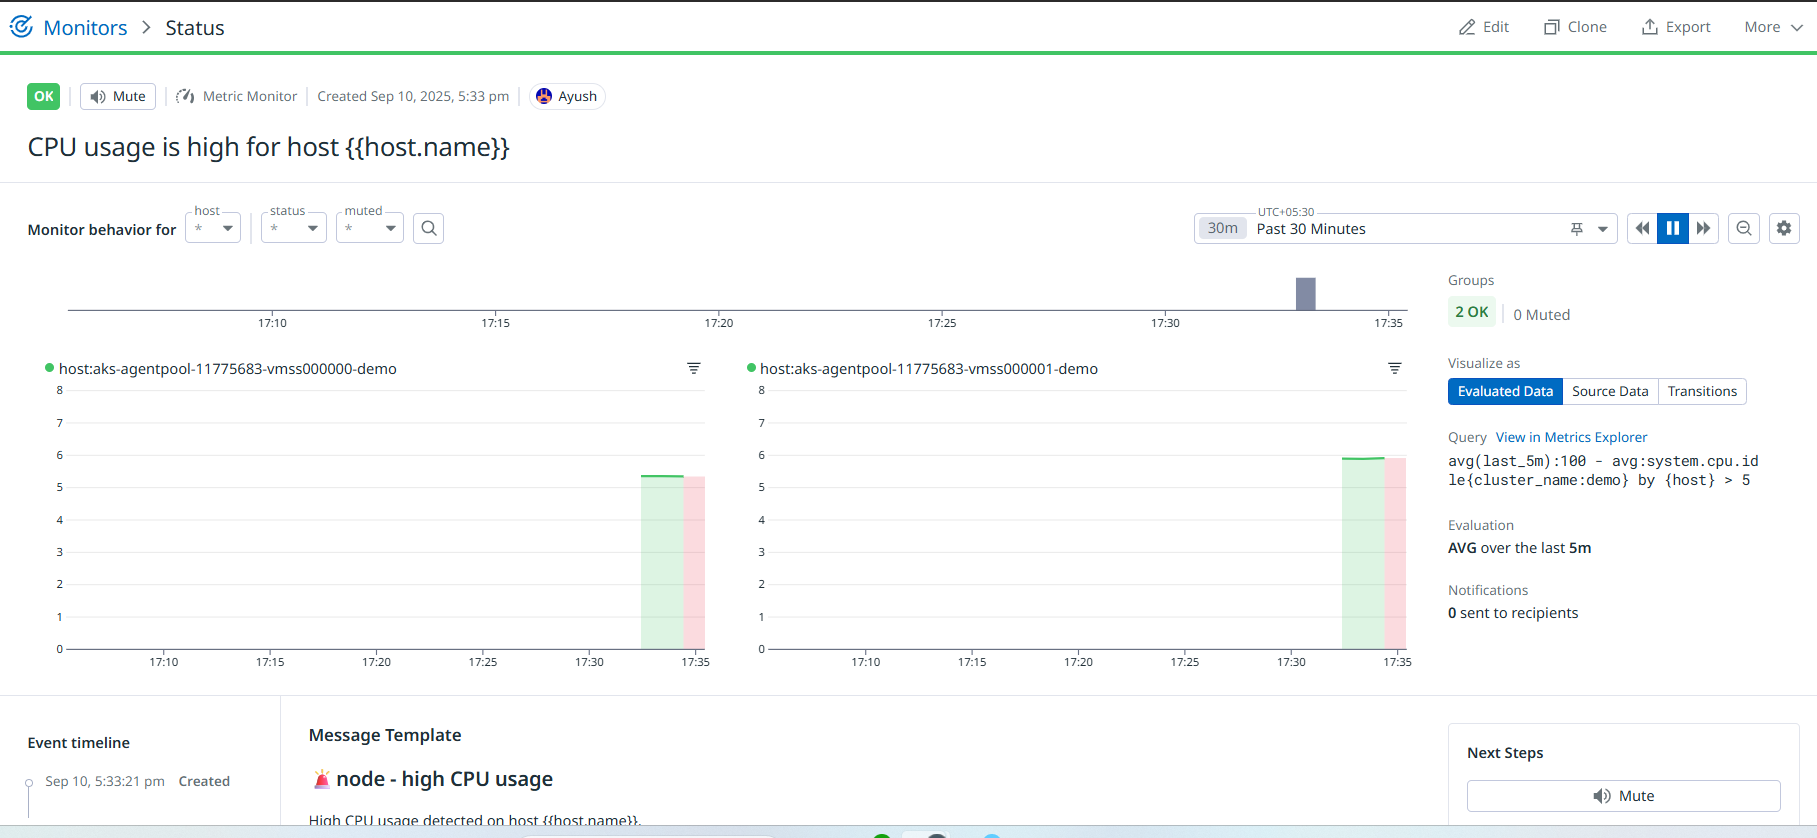 Monitors > Status
Edit Clone Export More
OK Mute Metric Monitor Created Sep 10, 2025, 5:33 pm Ayush
CPU usage is high for host {{host.name}}
Monitor behavior for host * status * muted *
UTC+05:30
30m Past 30 Minutes
17:10 17:15 17:20 17:25 17:30 17:35
host:aks-agentpool-11775683-vmss000000-demo
8
7
6
5
4
3
2
1
0
17:10 17:15 17:20 17:25 17:30 17:35
host:aks-agentpool-11775683-vmss000001-demo
8
7
6
5
4
3
2
1
0
17:10 17:15 17:20 17:25 17:30 17:35
Groups
2 OK 0 Muted
Visualize as
Evaluated Data Source Data Transitions
Query View in Metrics Explorer
avg(last_5m):100 - avg:system.cpu.id
le{cluster_name:demo} by {host} > 5
Evaluation
AVG over the last 5m
Notifications
0 sent to recipients
Event timeline
Sep 10, 5:33:21 pm Created
Message Template
🚨 node - high CPU usage
High CPU usage detected on host {{host.name}}.
Next Steps
Mute